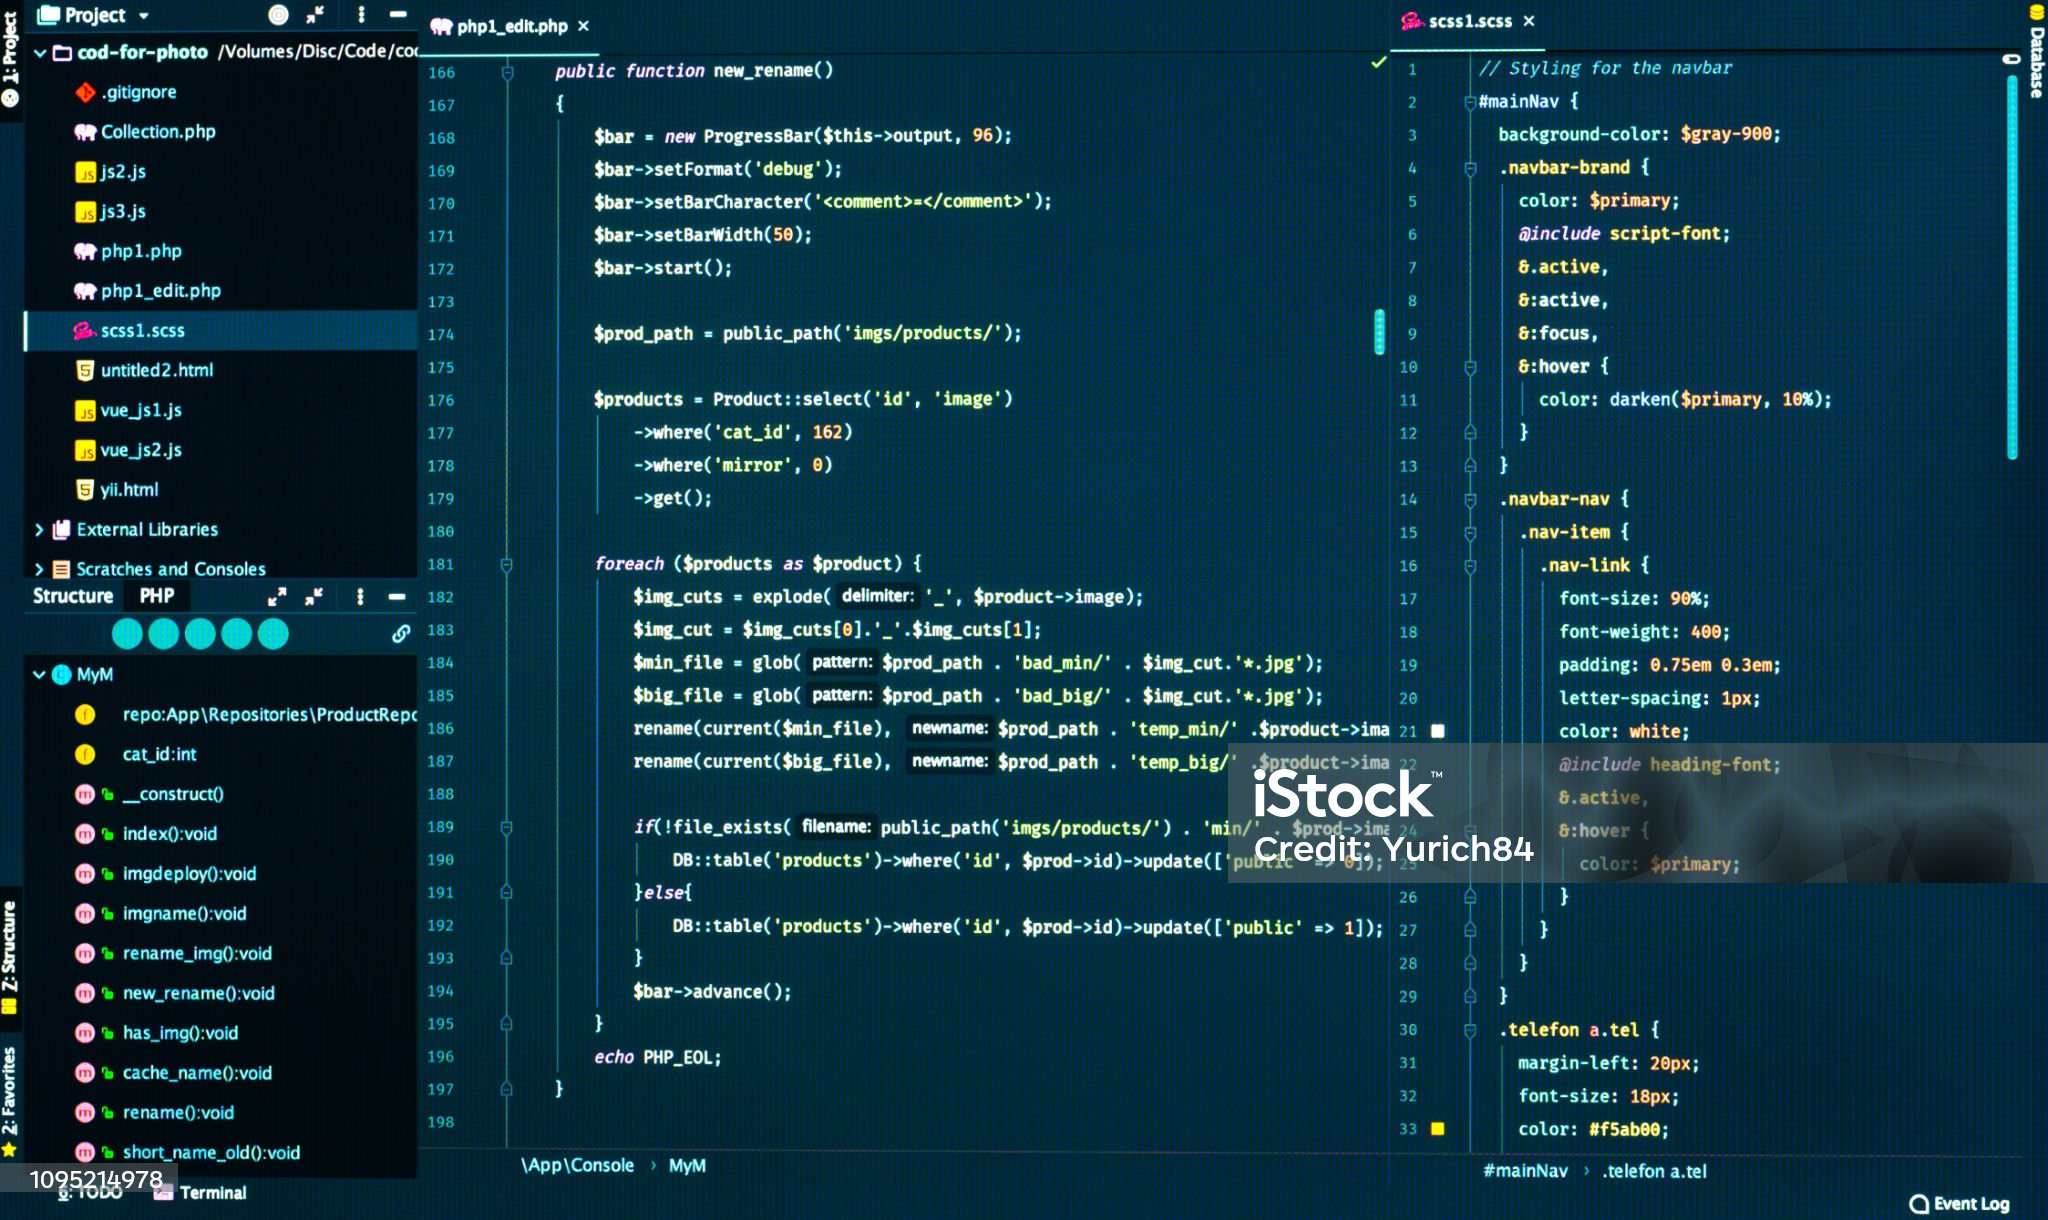 1: Project
Project
cod-for-photo /Volumes/Disc/Code/cod
.gitignore
Collection.php
js2.js
js3.js
php1.php
php1_edit.php
scss1.scss
untitled2.html
vue_js1.js
vue_js2.js
yii.html
External Libraries
Scratches and Consoles
Structure PHP
MyM
repo:App\Repositories\ProductRepo
cat_id:int
__construct()
index():void
imgdeploy():void
imgname():void
rename_img():void
new_rename():void
has_img():void
cache_name():void
rename():void
short_name_old():void
Z: Structure
2: Favorites
1095214978
6: TODO Terminal
php1_edit.php ×
166 public function new_rename()
167 {
168 $bar = new ProgressBar($this->output, 96);
169 $bar->setFormat('debug');
170 $bar->setBarCharacter('<comment>=</comment>');
171 $bar->setBarWidth(50);
172 $bar->start();
173
174 $prod_path = public_path('imgs/products/');
175
176 $products = Product::select('id', 'image')
177 ->where('cat_id', 162)
178 ->where('mirror', 0)
179 ->get();
180
181 foreach ($products as $product) {
182 $img_cuts = explode( delimiter: '_', $product->image);
183 $img_cut = $img_cuts[0].'_'.$img_cuts[1];
184 $min_file = glob( pattern: $prod_path . 'bad_min/' . $img_cut.'*.jpg');
185 $big_file = glob( pattern: $prod_path . 'bad_big/' . $img_cut.'*.jpg');
186 rename(current($min_file), newname: $prod_path . 'temp_min/' .$product->ima
187 rename(current($big_file), newname: $prod_path . 'temp_big/' .$product->ima
188
189 if(!file_exists( filename: public_path('imgs/products/') . 'min/' . $prod->ima
190 DB::table('products')->where('id', $prod->id)->update(['public' => 0]);
191 }else{
192 DB::table('products')->where('id', $prod->id)->update(['public' => 1]);
193 }
194 $bar->advance();
195 }
196 echo PHP_EOL;
197 }
198
\App\Console › MyM
scss1.scss ×
1 // Styling for the navbar
2 #mainNav {
3 background-color: $gray-900;
4 .navbar-brand {
5 color: $primary;
6 @include script-font;
7 &.active,
8 &:active,
9 &:focus,
10 &:hover {
11 color: darken($primary, 10%);
12 }
13 }
14 .navbar-nav {
15 .nav-item {
16 .nav-link {
17 font-size: 90%;
18 font-weight: 400;
19 padding: 0.75em 0.3em;
20 letter-spacing: 1px;
21 color: white;
22 @include heading-font;
&.active,
24 &:hover {
25 color: $primary;
26 }
27 }
28 }
29 }
30 .telefon a.tel {
31 margin-left: 20px;
32 font-size: 18px;
33 color: #f5ab00;
#mainNav › .telefon a.tel
Database
Event Log
iStock™
Credit: Yurich84